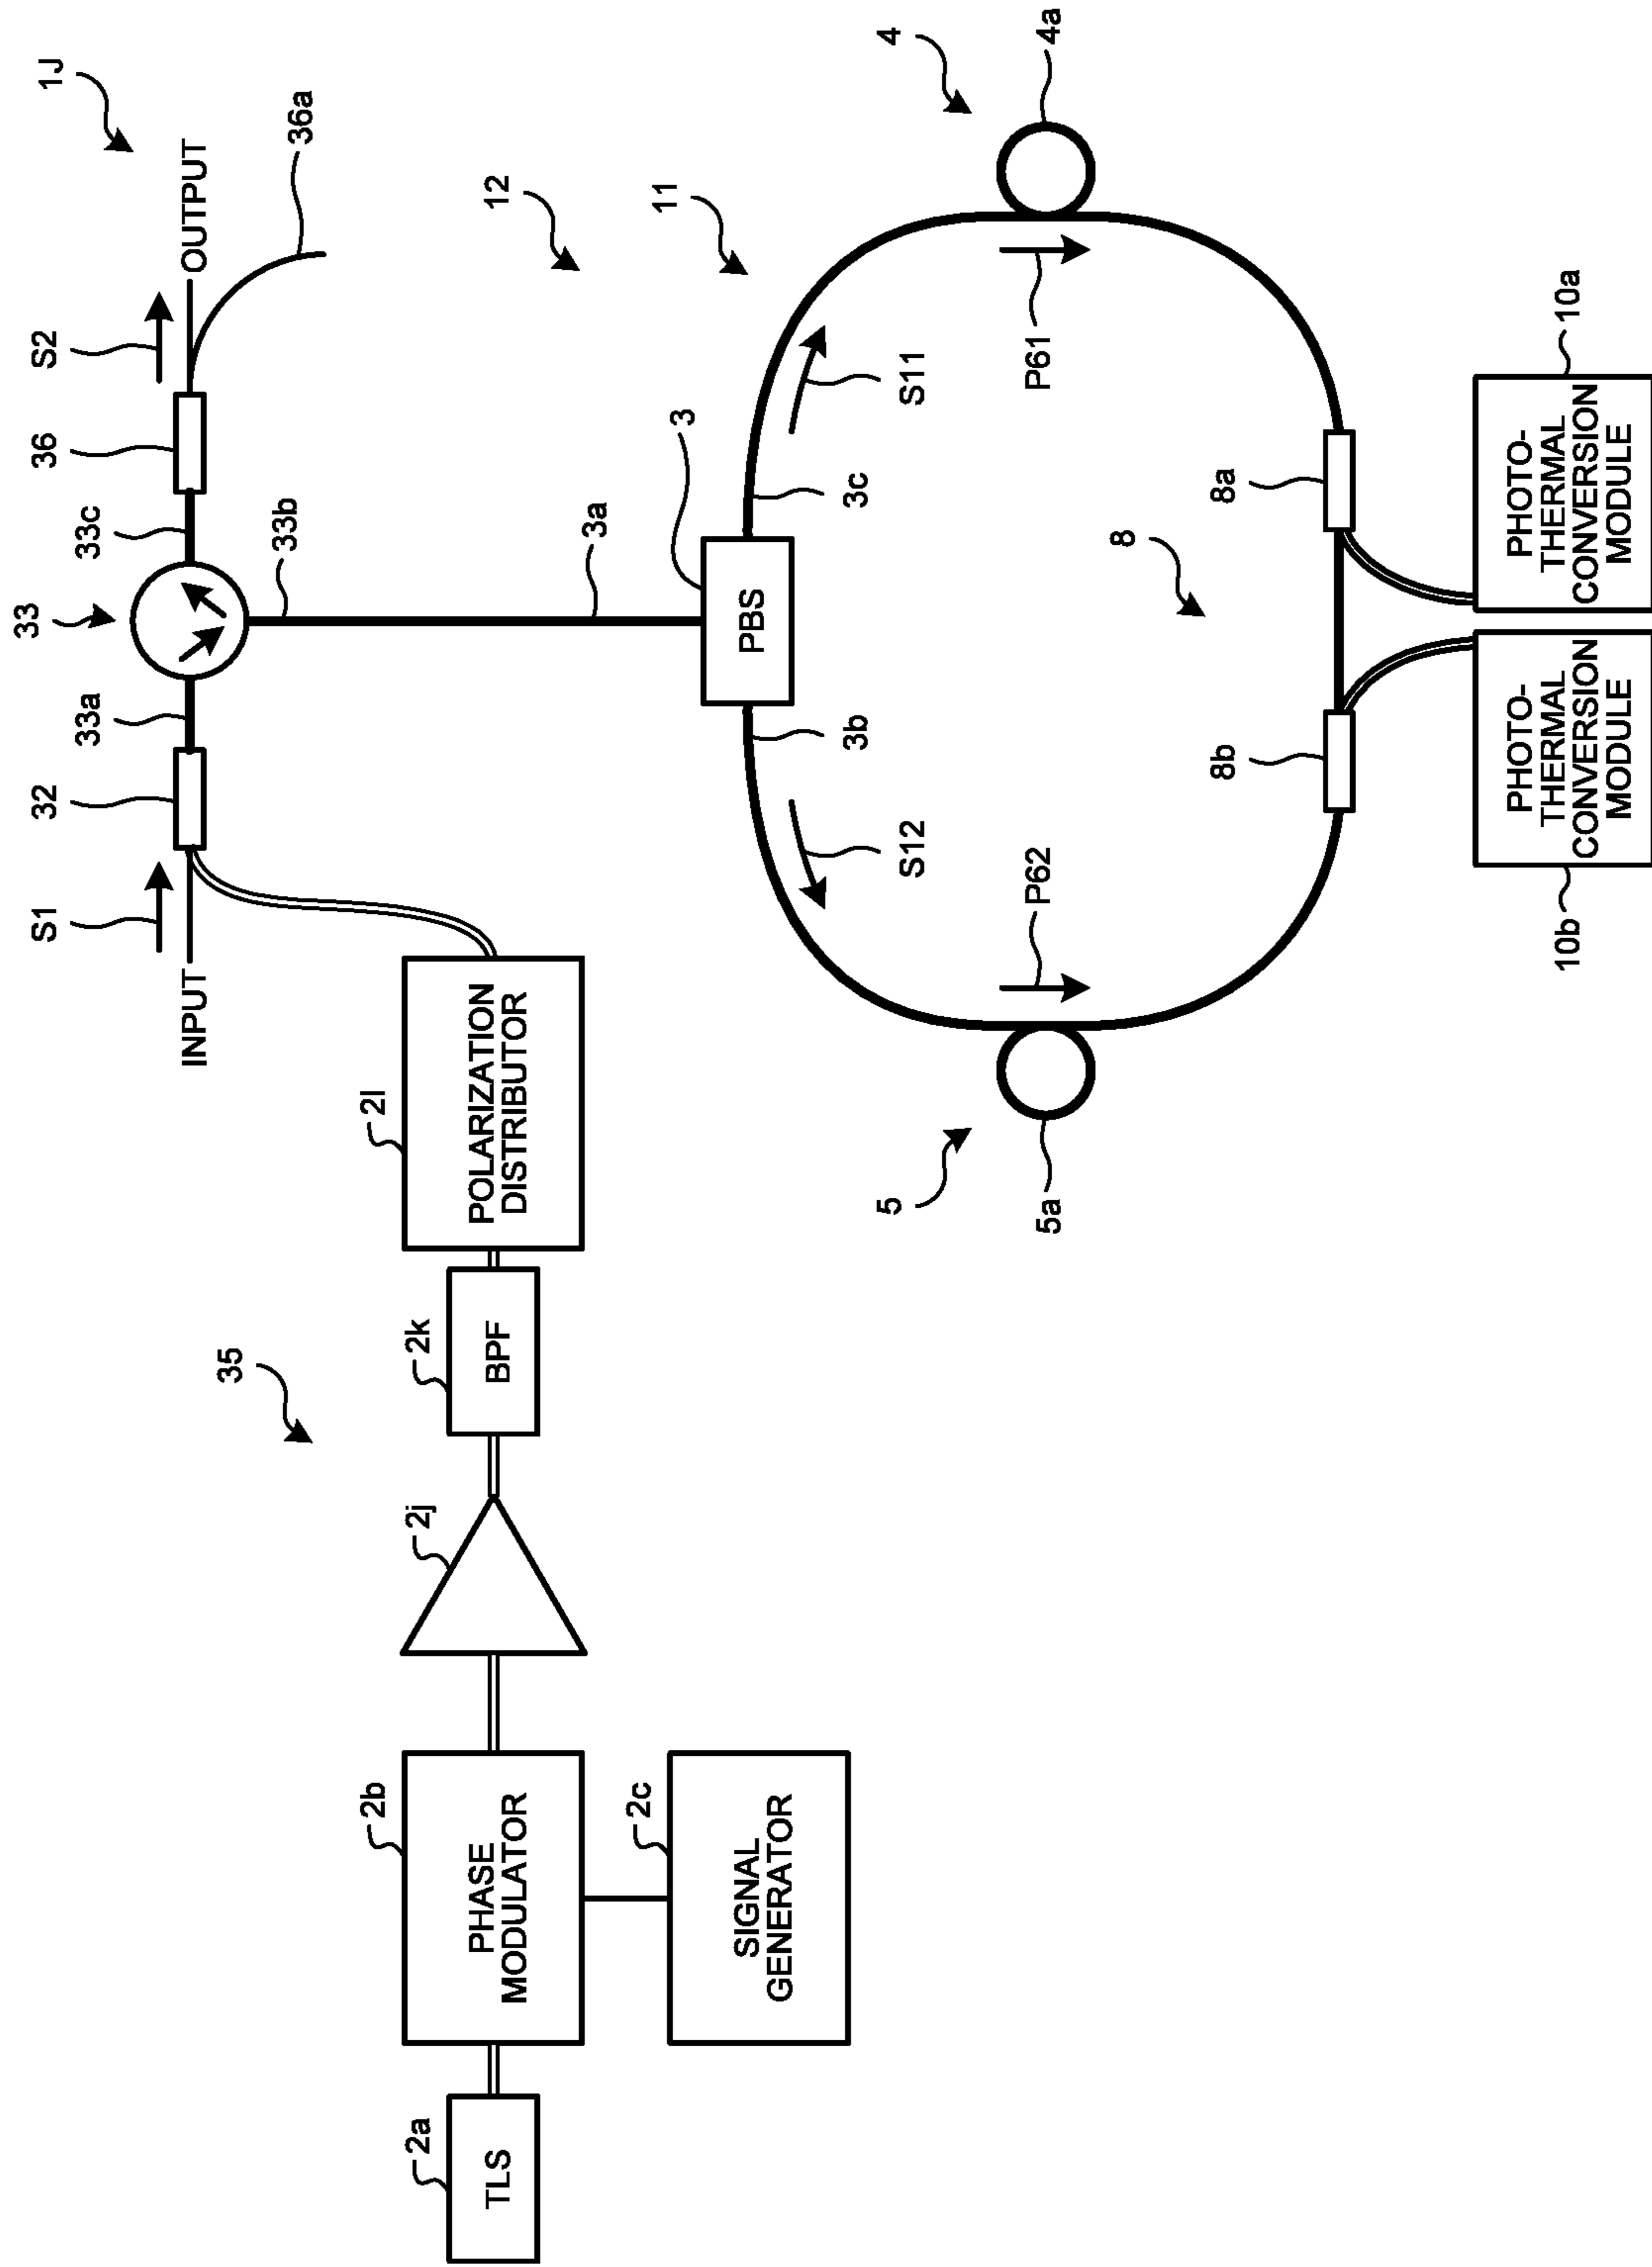 1J
33
S1
32
33a
33c
36
S2
INPUT
OUTPUT
36a
35
2a
TLS
2b
PHASE
MODULATOR
2c
SIGNAL
GENERATOR
2j
2k
BPF
2l
POLARIZATION
DISTRIBUTOR
33b
3a
12
3
PBS
11
3b
3c
S12
S11
5
5a
P62
P61
4
4a
8
8b
8a
10b
PHOTO-
THERMAL
CONVERSION
MODULE
PHOTO-
THERMAL
CONVERSION
MODULE
10a